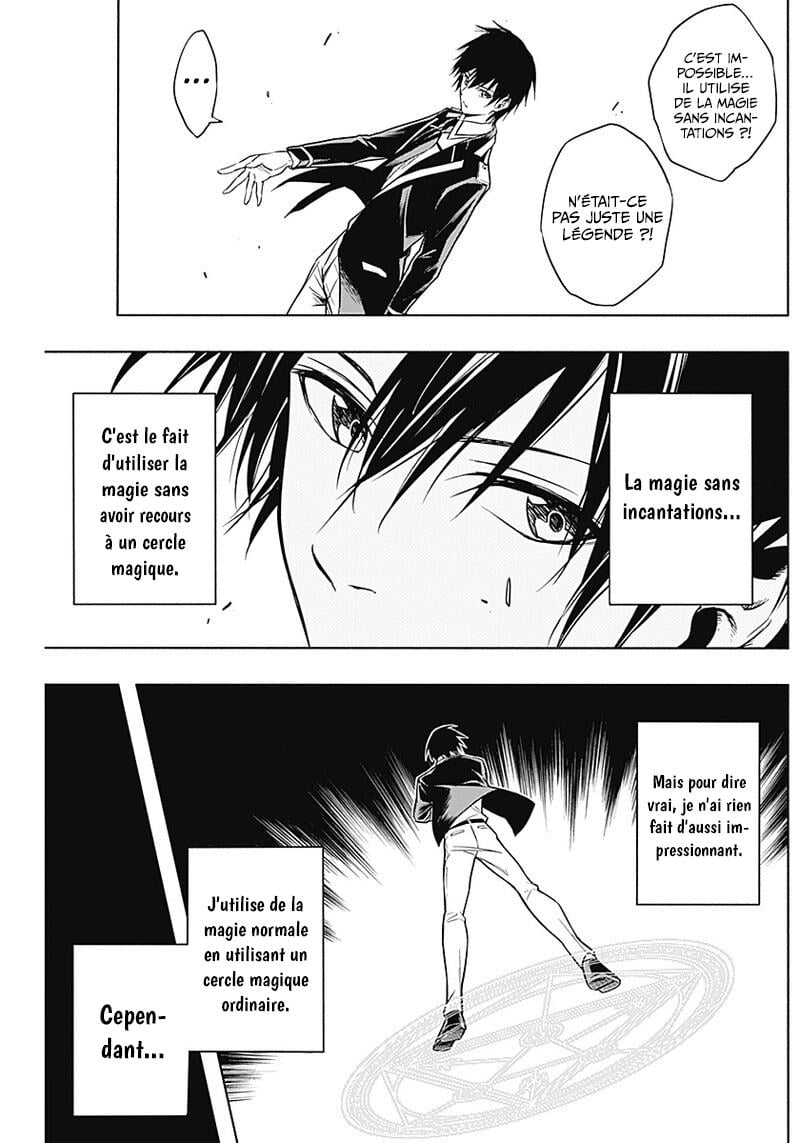 C'EST IM-
POSSIBLE...
IL UTILISE
DE LA MAGIE
SANS INCAN-
TATIONS ?!
N'ÉTAIT-CE
PAS JUSTE UNE
LÉGENDE ?!
...
La magie sans
incantations...
C'est le fait
d'utiliser la
magie sans
avoir recours
à un cercle
magique.
Mais pour dire
vrai, je n'ai rien
fait d'aussi im-
pressionnant.
J'utilise de la
magie normale
en utilisant un
cercle magique
ordinaire.
Cepen-
dant...